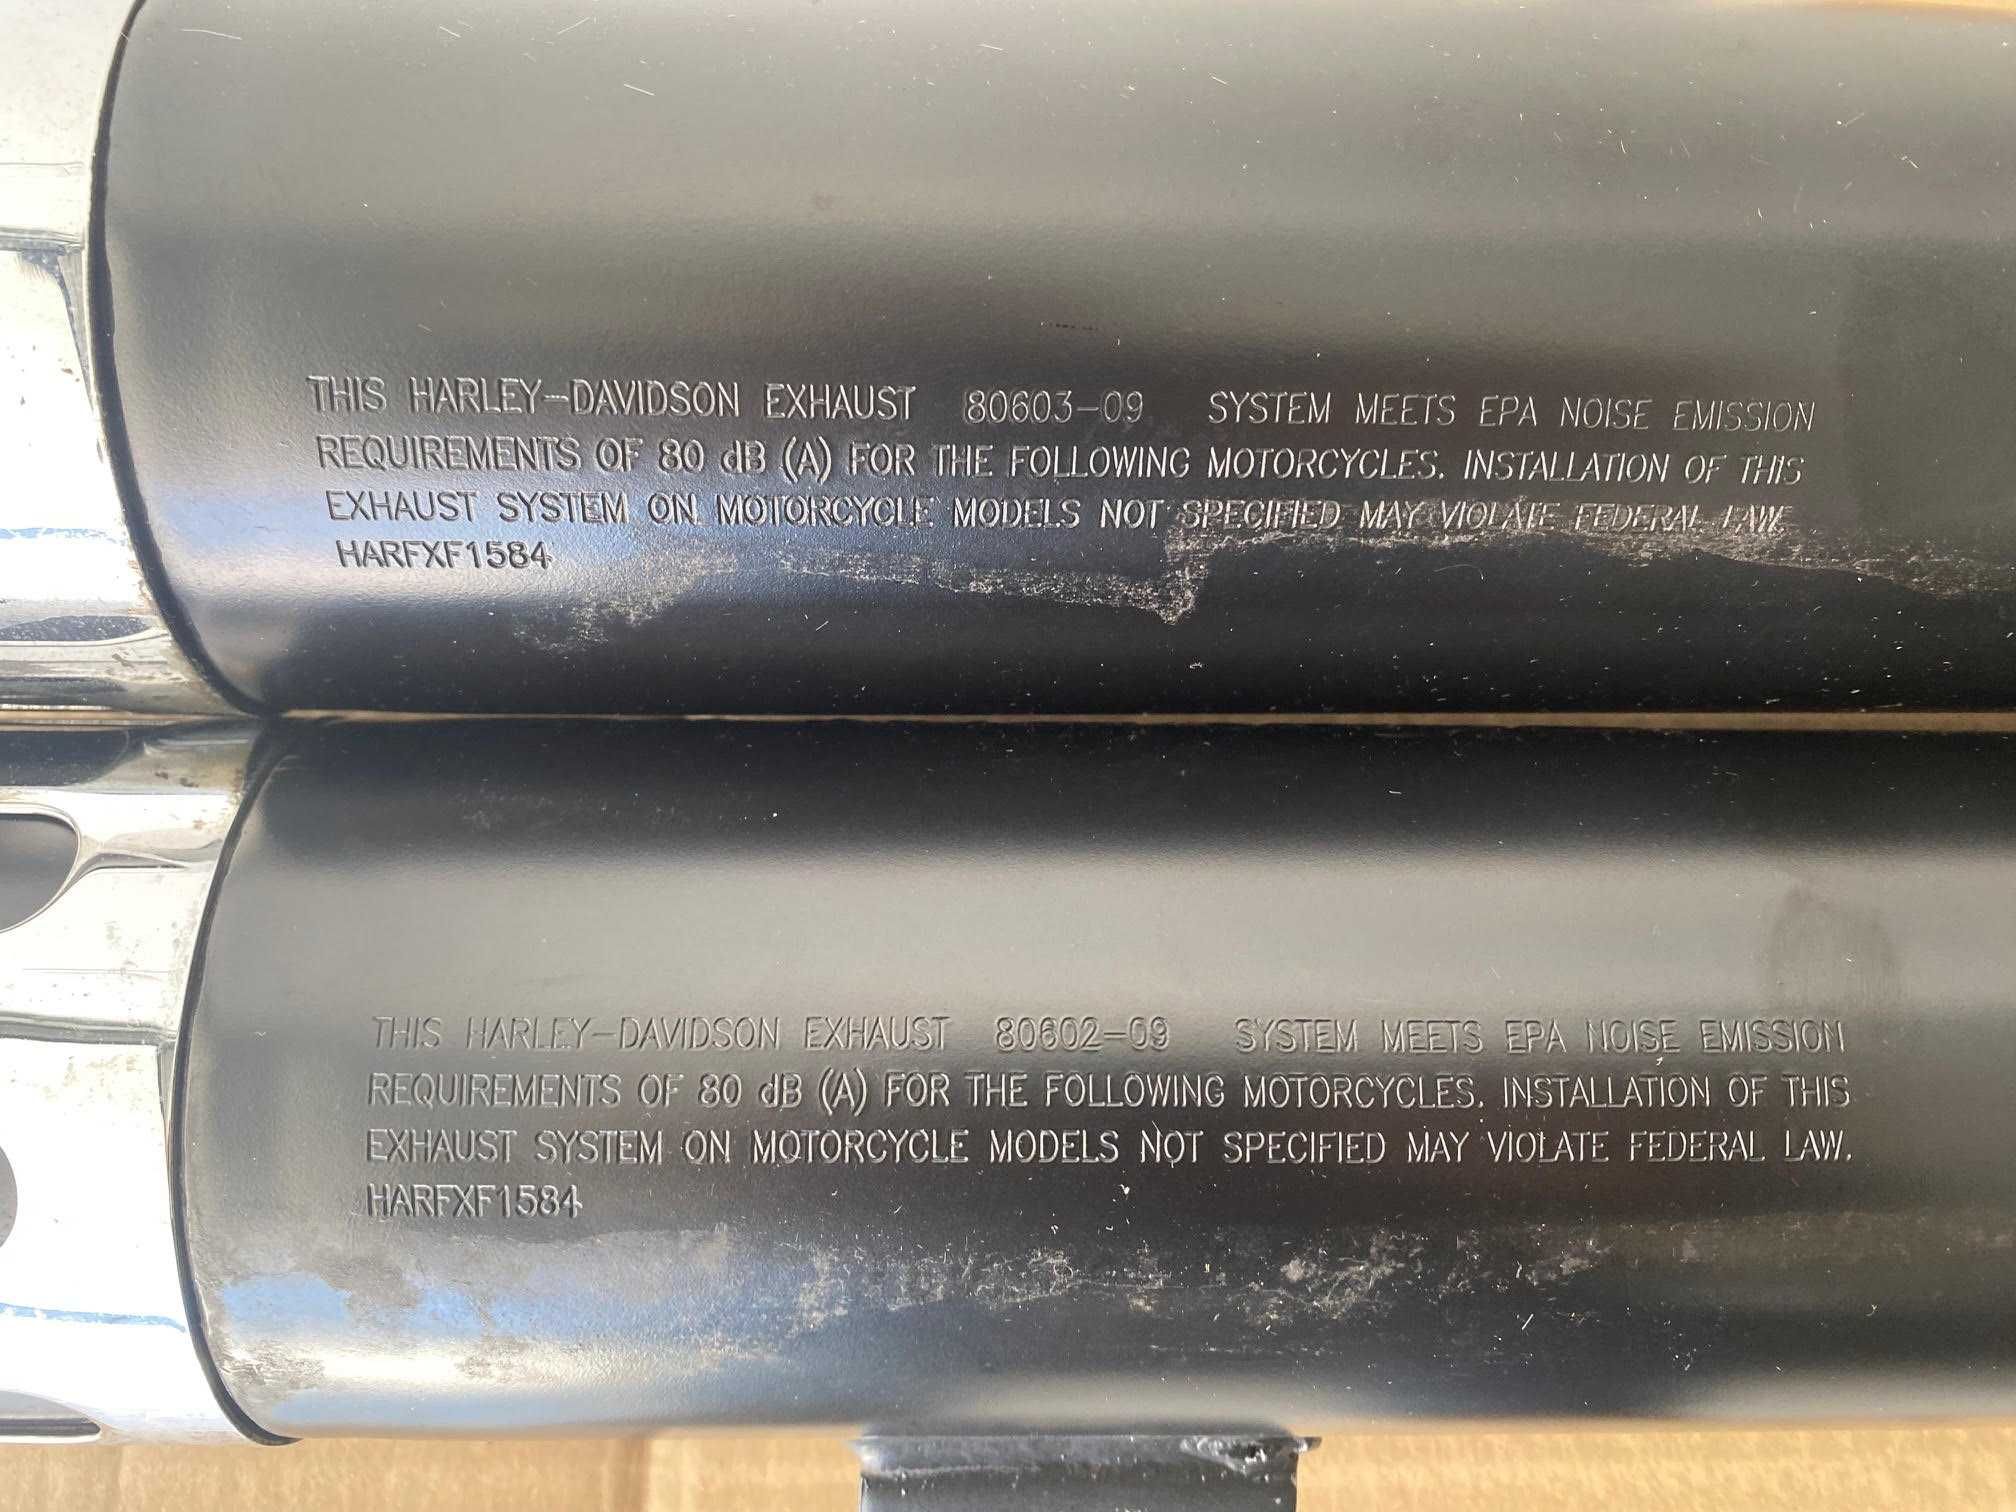 THIS HARLEY-DAVIDSON EXHAUST 80603-09 SYSTEM MEETS EPA NOISE EMISSION
REQUIREMENTS OF 80 dB (A) FOR THE FOLLOWING MOTORCYCLES. INSTALLATION OF THIS
EXHAUST SYSTEM ON MOTORCYCLE MODELS NOT SPECIFIED MAY VIOLATE FEDERAL LAW.
HARFXF1584
THIS HARLEY-DAVIDSON EXHAUST 80602-09 SYSTEM MEETS EPA NOISE EMISSION
REQUIREMENTS OF 80 dB (A) FOR THE FOLLOWING MOTORCYCLES. INSTALLATION OF THIS
EXHAUST SYSTEM ON MOTORCYCLE MODELS NOT SPECIFIED MAY VIOLATE FEDERAL LAW.
HARFXF1584